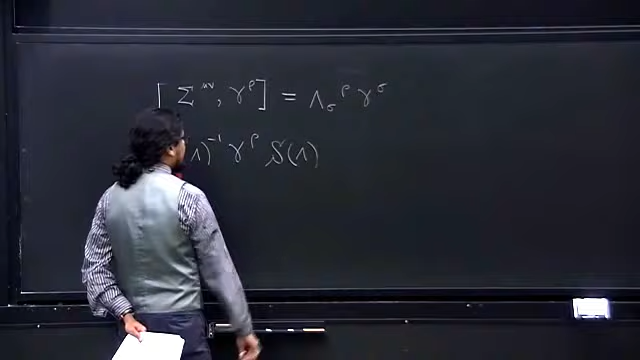 [Σ^{μν}, γ^ρ] = Λ_σ^ρ γ^σ
Λ)^{-1} γ^ρ S(Λ)